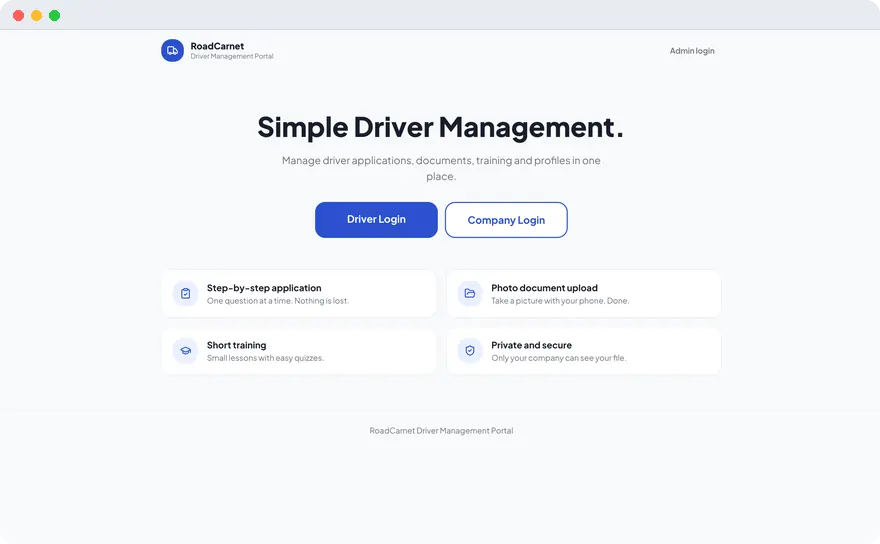 RoadCarnet
Driver Management Portal
Admin login
Simple Driver Management.
Manage driver applications, documents, training and profiles in one
place.
Driver Login
Company Login
Step-by-step application
One question at a time. Nothing is lost.
Photo document upload
Take a picture with your phone. Done.
Short training
Small lessons with easy quizzes.
Private and secure
Only your company can see your file.
RoadCarnet Driver Management Portal